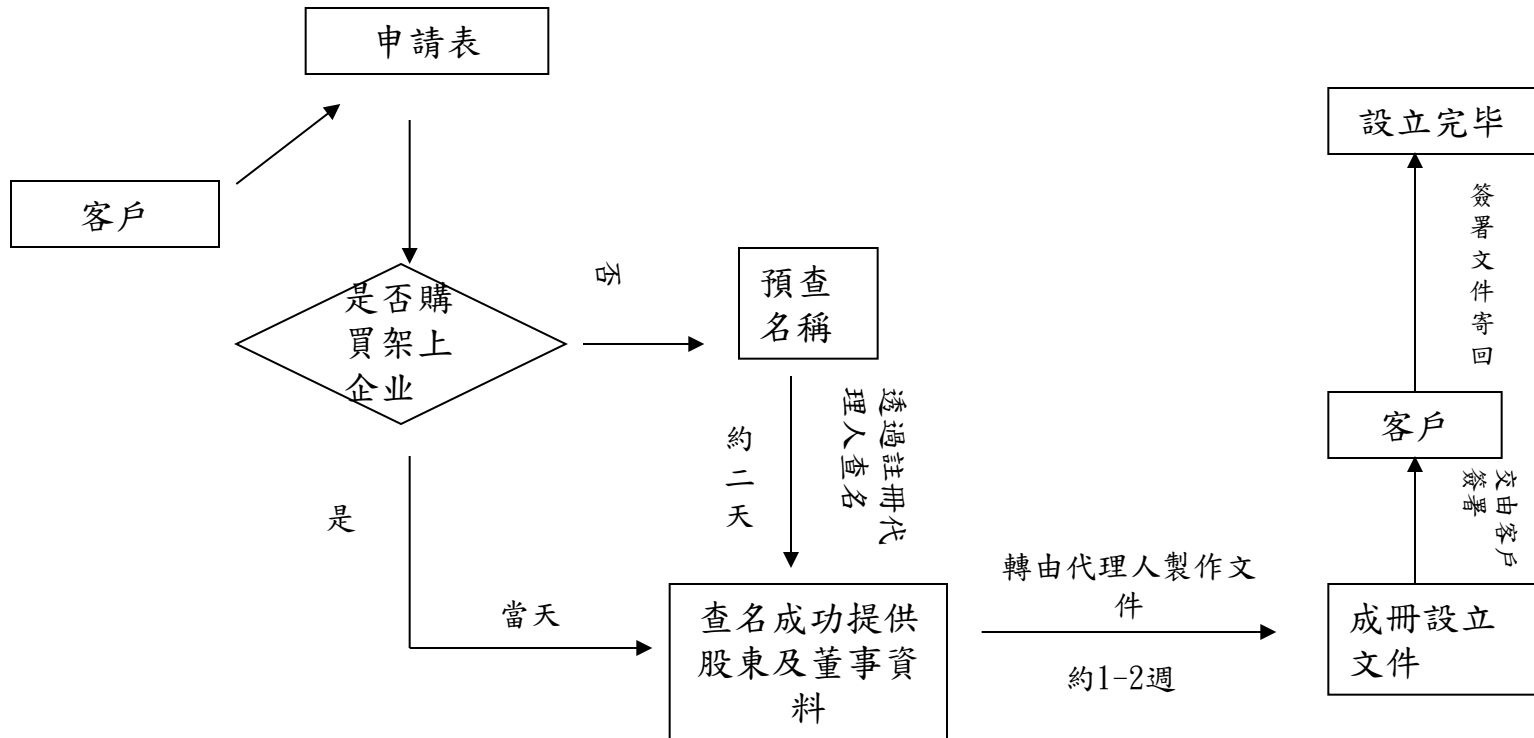 申請表
客戶
是否購
買架上
企业
否
預查
名稱
約二天
透過註冊代
理人查名
是
當天
查名成功提供
股東及董事資
料
轉由代理人製作文
件
約1-2週
成冊設立
文件
交由客戶
簽署
客戶
簽署文件寄回
設立完毕